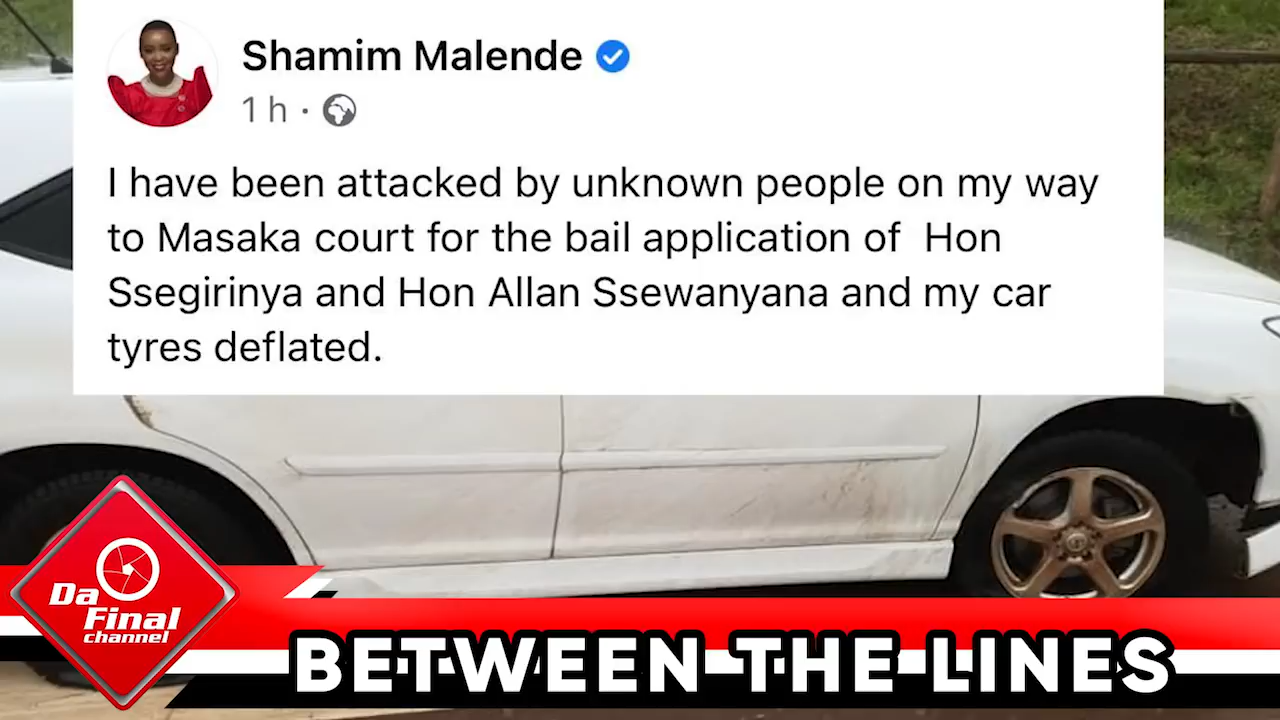 Shamim Malende
1 h ·
I have been attacked by unknown people on my way
to Masaka court for the bail application of Hon
Ssegirinya and Hon Allan Ssewanyana and my car
tyres deflated.
Da
Final
channel
BETWEEN-THE-LINES